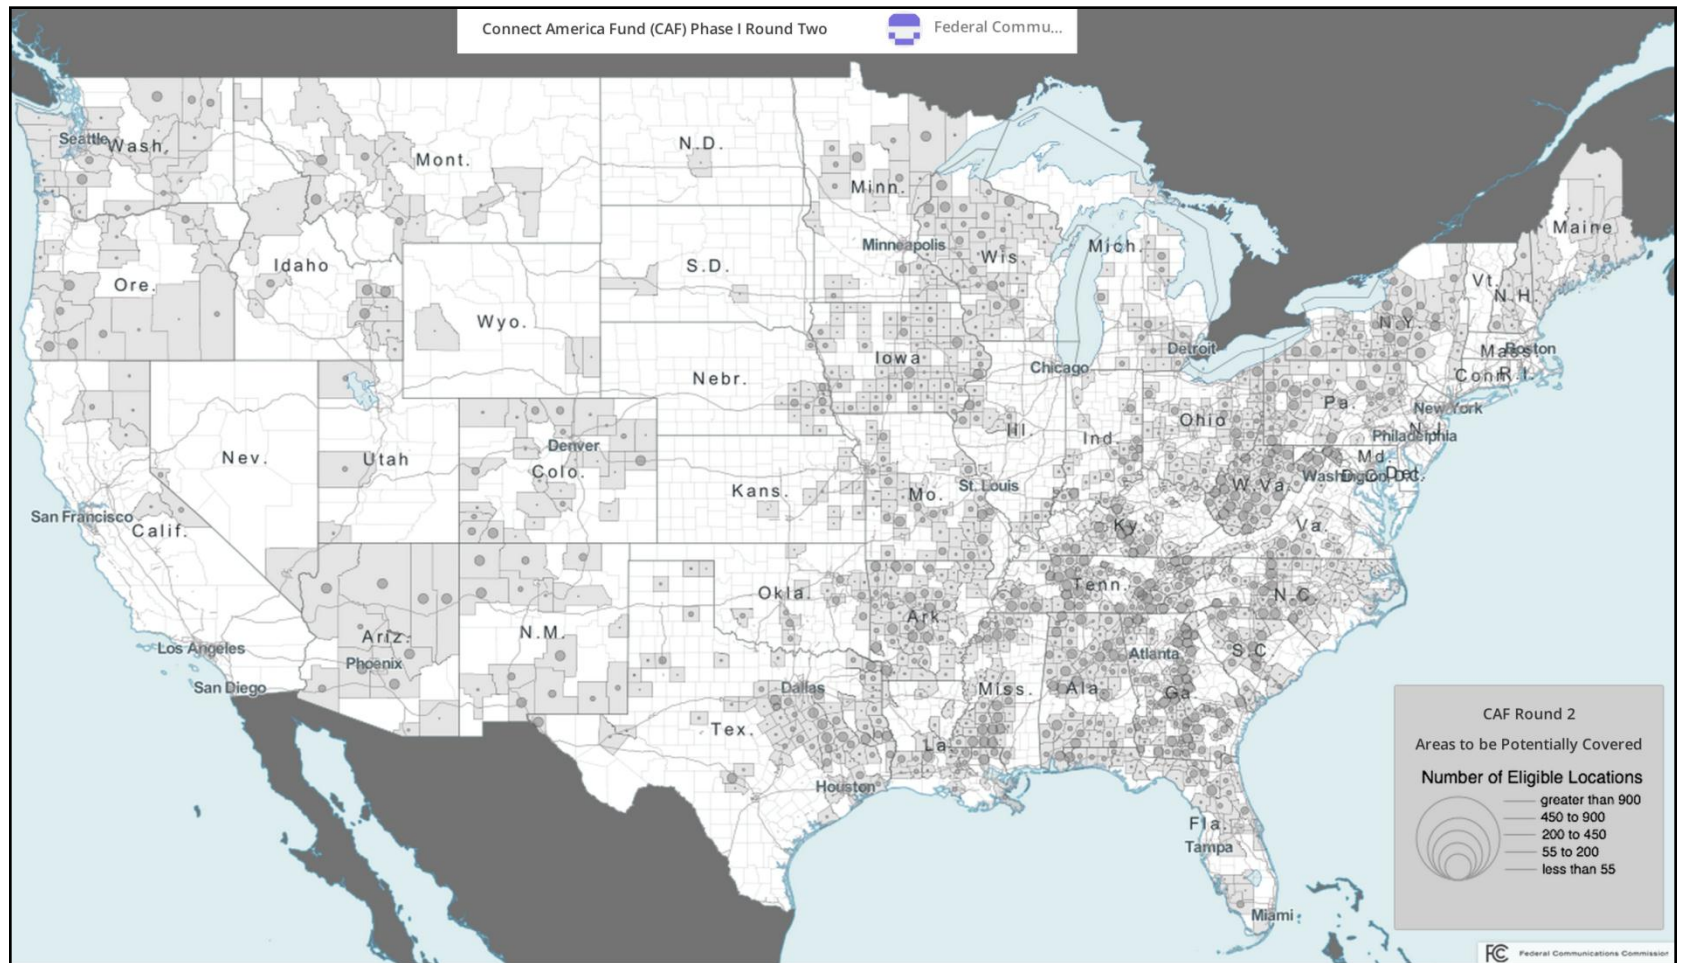 Connect America Fund (CAF) Phase I Round Two
Federal Commu...
Seattle
Wash.
Mont.
N.D.
Minn.
Maine
Minneapolis
Wis.
Mich.
Vt.
N.H.
Ore.
Idaho
S.D.
Wyo.
N.Y.
Mass.
Boston
Iowa
Detroit
Chicago
Conn.
R.I.
Nebr.
Pa.
New York
Ohio
N.J.
Philadelphia
Denver
Ill.
Ind.
Nev.
Utah
Colo.
Md.
Washington D.C.
Del.
W.Va.
Kans.
Mo.
St. Louis
San Francisco
Calif.
Ky.
Va.
Okla.
Tenn.
N.C.
Ark.
Ariz.
N.M.
Los Angeles
Phoenix
Atlanta
S.C.
San Diego
Dallas
Miss.
Ala.
Ga.
Tex.
La.
Houston
Fla.
Tampa
Miami
CAF Round 2
Areas to be Potentially Covered
Number of Eligible Locations
greater than 900
450 to 900
200 to 450
55 to 200
less than 55
FCC Federal Communications Commission